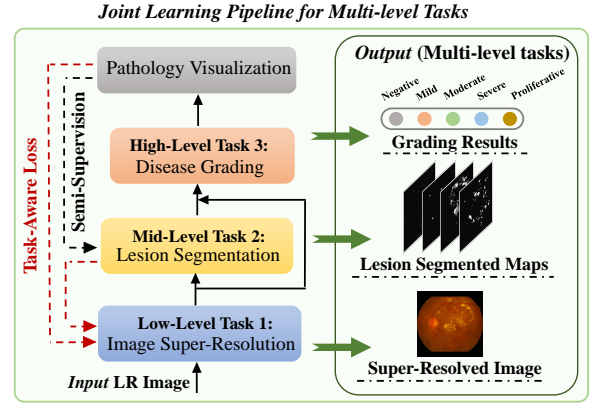 Joint Learning Pipeline for Multi-level Tasks
Pathology Visualization
High-Level Task 3:
Disease Grading
Mid-Level Task 2:
Lesion Segmentation
Low-Level Task 1:
Image Super-Resolution
Input LR Image
Task-Aware Loss
Semi-Supervision
Output (Multi-level tasks)
Negative
Mild
Moderate
Severe
Proliferative
Grading Results
Lesion Segmented Maps
Super-Resolved Image